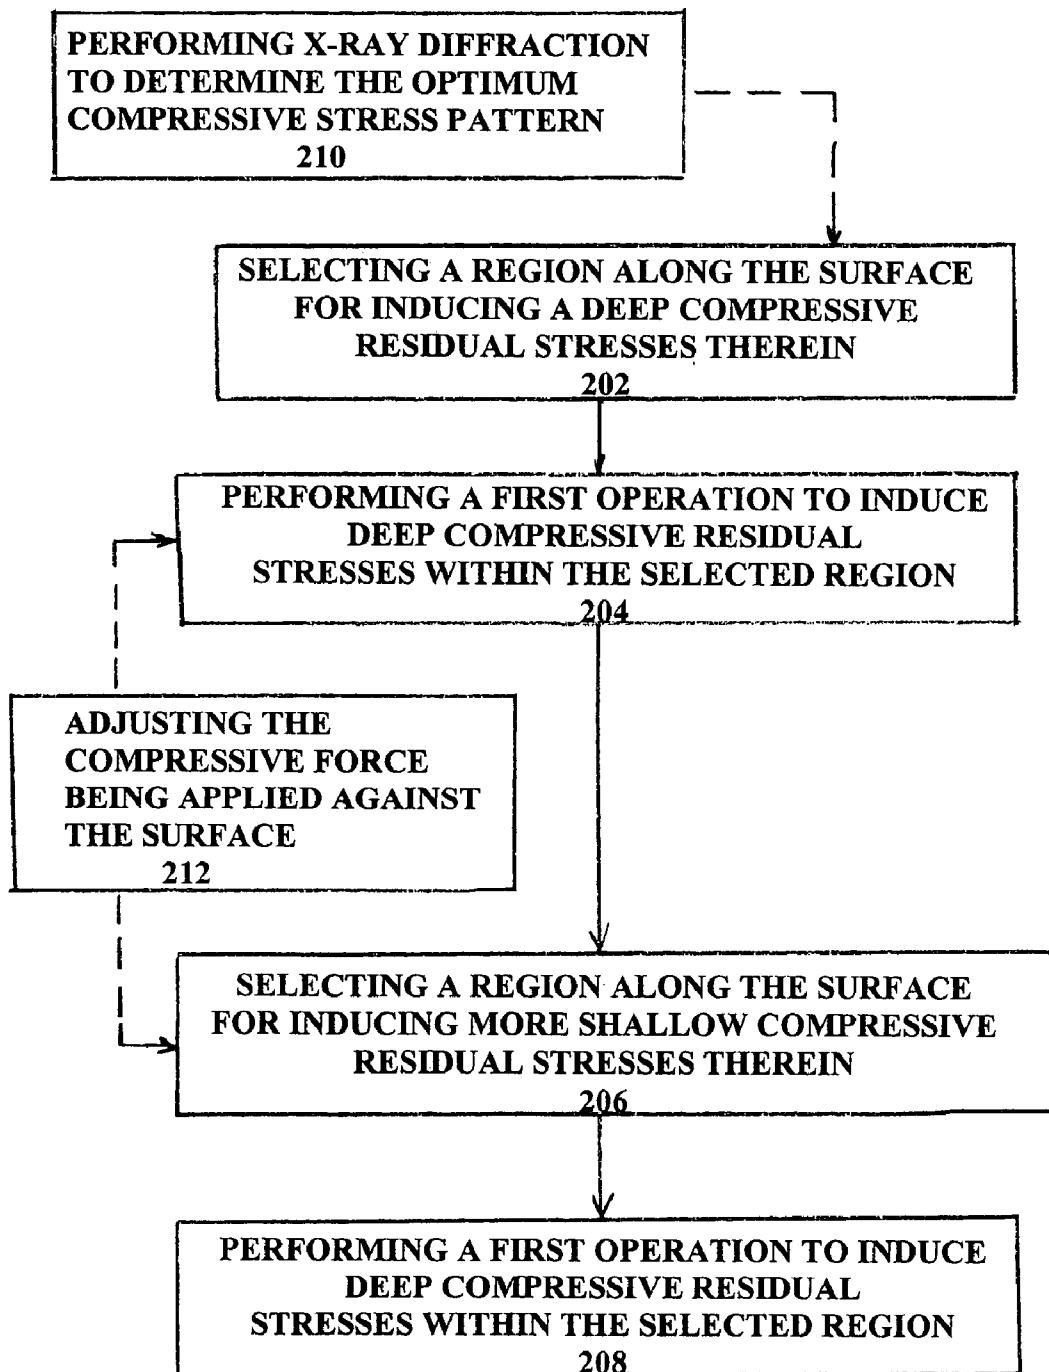 PERFORMING X-RAY DIFFRACTION
TO DETERMINE THE OPTIMUM
COMPRESSIVE STRESS PATTERN
210
SELECTING A REGION ALONG THE SURFACE
FOR INDUCING A DEEP COMPRESSIVE
RESIDUAL STRESSES THEREIN
202
PERFORMING A FIRST OPERATION TO INDUCE
DEEP COMPRESSIVE RESIDUAL
STRESSES WITHIN THE SELECTED REGION
204
ADJUSTING THE
COMPRESSIVE FORCE
BEING APPLIED AGAINST
THE SURFACE
212
SELECTING A REGION ALONG THE SURFACE
FOR INDUCING MORE SHALLOW COMPRESSIVE
RESIDUAL STRESSES THEREIN
206
PERFORMING A FIRST OPERATION TO INDUCE
DEEP COMPRESSIVE RESIDUAL
STRESSES WITHIN THE SELECTED REGION
208